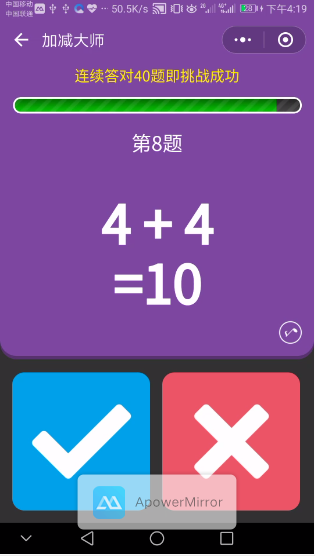 中国移动
中国联通
50.5K/s
下午4:19
加减大师
连续答对40题即挑战成功
第8题
4 + 4
=10
ApowerMirror